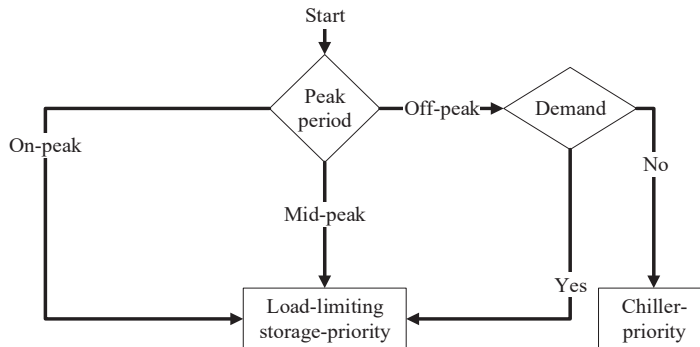 Start
Peak
period
Off-peak
Demand
On-peak
No
Mid-peak
Yes
Load-limiting
storage-priority
Chiller-
priority